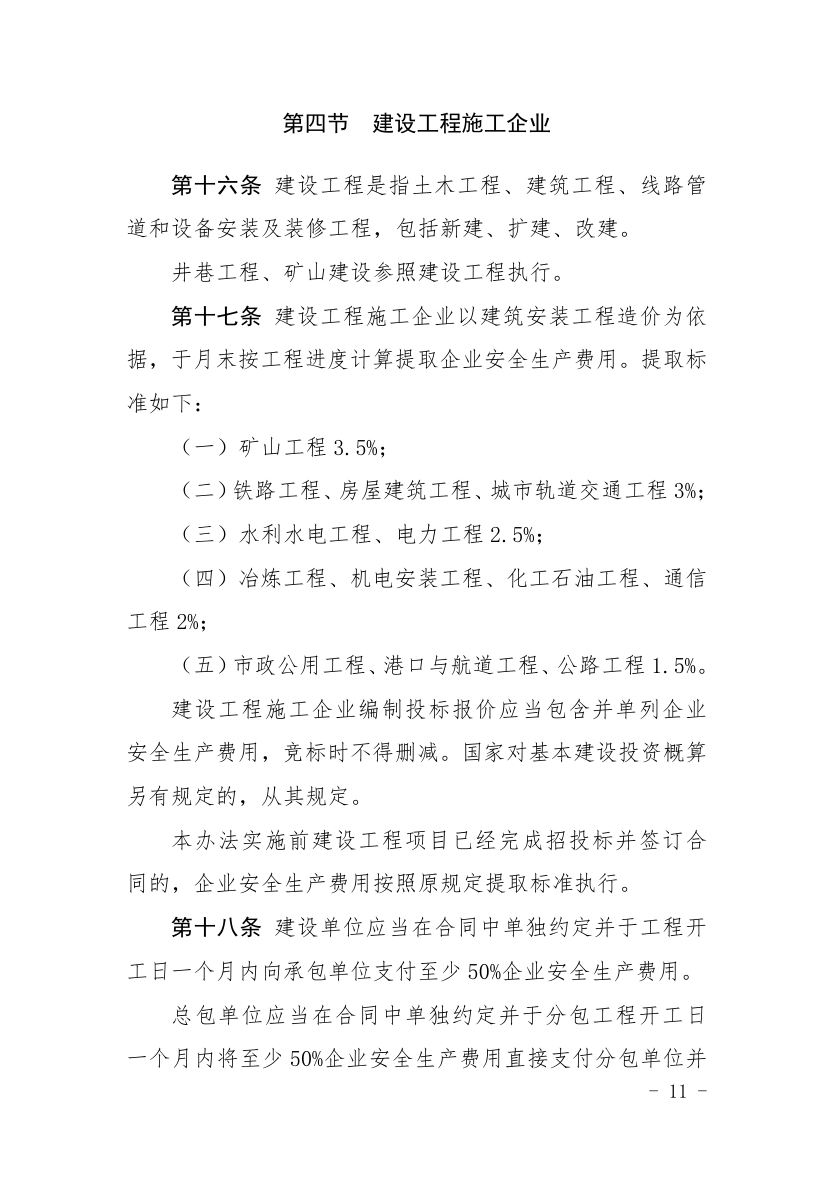 第四节　建设工程施工企业
第十六条 建设工程是指土木工程、建筑工程、线路管
道和设备安装及装修工程，包括新建、扩建、改建。
井巷工程、矿山建设参照建设工程执行。
第十七条 建设工程施工企业以建筑安装工程造价为依
据，于月末按工程进度计算提取企业安全生产费用。提取标
准如下：
（一）矿山工程 3.5%；
（二）铁路工程、房屋建筑工程、城市轨道交通工程 3%；
（三）水利水电工程、电力工程 2.5%；
（四）冶炼工程、机电安装工程、化工石油工程、通信
工程 2%；
（五）市政公用工程、港口与航道工程、公路工程 1.5%。
建设工程施工企业编制投标报价应当包含并单列企业
安全生产费用，竞标时不得删减。国家对基本建设投资概算
另有规定的，从其规定。
本办法实施前建设工程项目已经完成招投标并签订合
同的，企业安全生产费用按照原规定提取标准执行。
第十八条 建设单位应当在合同中单独约定并于工程开
工日一个月内向承包单位支付至少 50%企业安全生产费用。
总包单位应当在合同中单独约定并于分包工程开工日
一个月内将至少 50%企业安全生产费用直接支付分包单位并
- 11 -